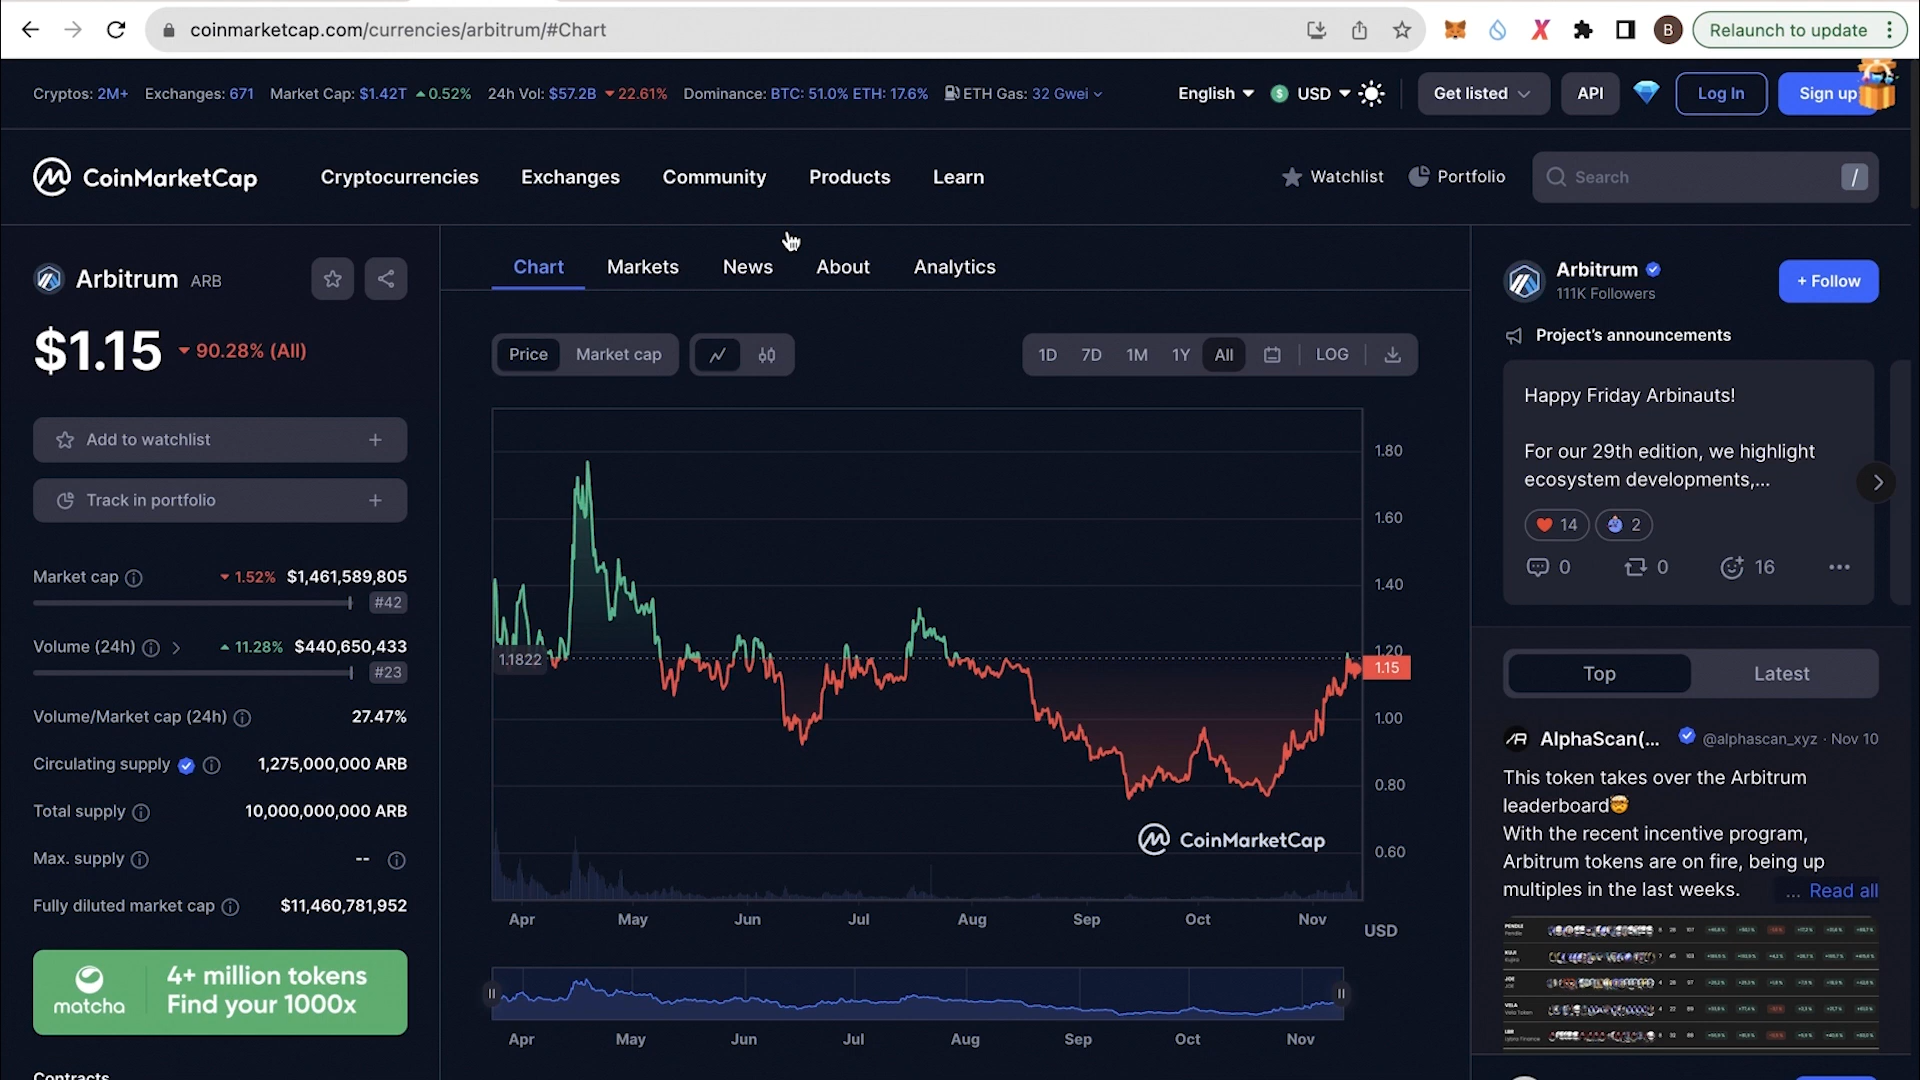 coinmarketcap.com/currencies/arbitrum/#Chart
B
Relaunch to update
Cryptos: 2M+ Exchanges: 671 Market Cap: $1.42T 0.52% 24h Vol: $57.2B 22.61% Dominance: BTC: 51.0% ETH: 17.6% ETH Gas: 32 Gwei
English
$ USD
Get listed
API
Log In
Sign up
CoinMarketCap
Cryptocurrencies Exchanges Community Products Learn
Watchlist Portfolio
Search /
Arbitrum ARB
$1.15 90.28% (All)
Add to watchlist +
Track in portfolio +
Market cap 1.52% $1,461,589,805
#42
Volume (24h) 11.28% $440,650,433
#23
Volume/Market cap (24h) 27.47%
Circulating supply 1,275,000,000 ARB
Total supply 10,000,000,000 ARB
Max. supply --
Fully diluted market cap $11,460,781,952
matcha
4+ million tokens
Find your 1000x
Contracts
Chart Markets News About Analytics
Price Market cap
1D 7D 1M 1Y All LOG
1.80
1.60
1.40
1.20
1.1822
1.15
1.00
0.80
0.60
CoinMarketCap
Apr May Jun Jul Aug Sep Oct Nov
USD
Apr May Jun Jul Aug Sep Oct Nov
Arbitrum
111K Followers
+ Follow
Project's announcements
Happy Friday Arbinauts!
For our 29th edition, we highlight
ecosystem developments,...
14 2
0 0 16
Top Latest
AlphaScan(... @alphascan_xyz · Nov 10
This token takes over the Arbitrum
leaderboard🤯
With the recent incentive program,
Arbitrum tokens are on fire, being up
multiples in the last weeks. ... Read all